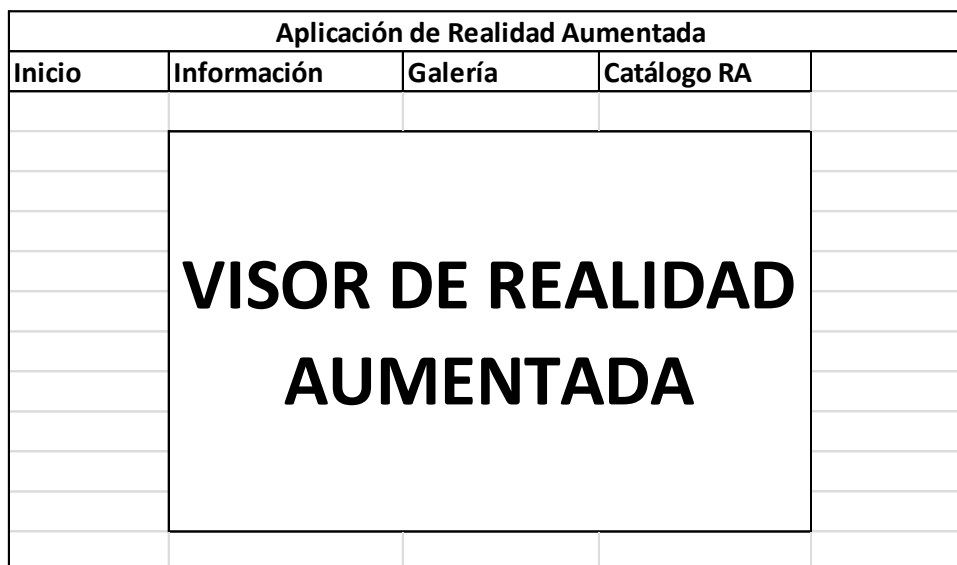 Aplicación de Realidad Aumentada
Inicio Información Galería Catálogo RA
VISOR DE REALIDAD
AUMENTADA